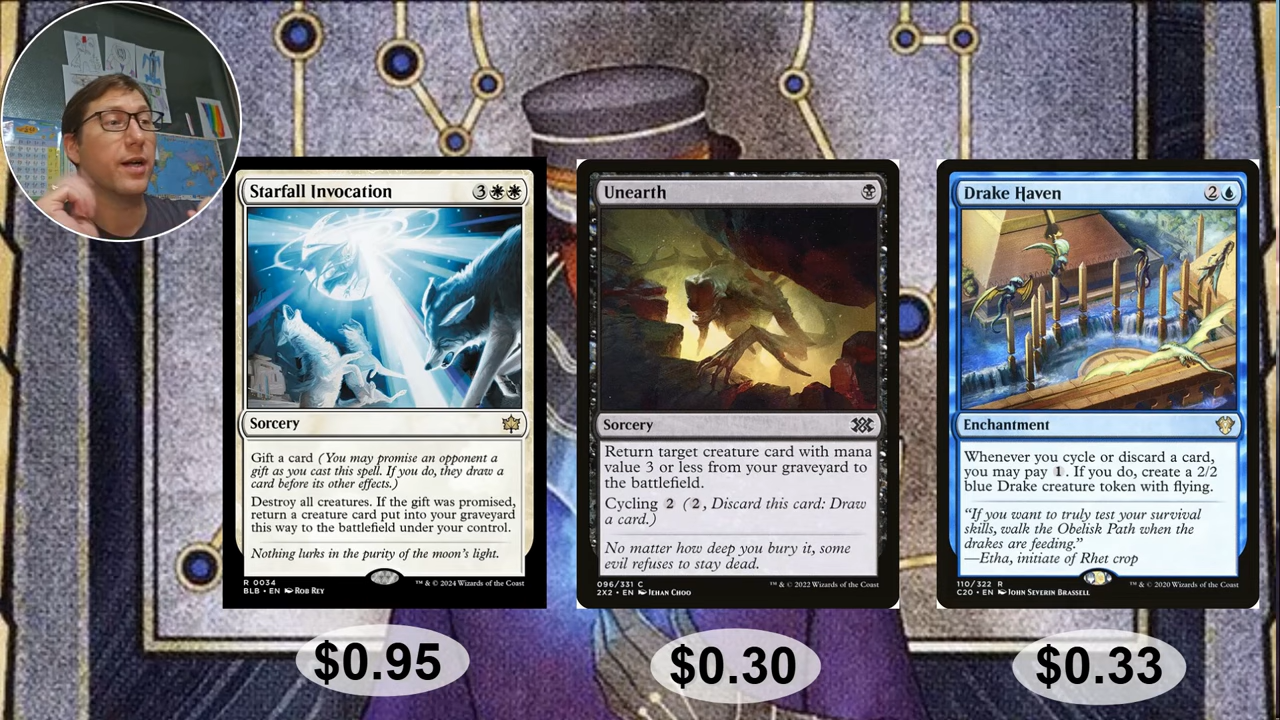 Starfall Invocation 3
Sorcery
Gift a card (You may promise an opponent a
gift as you cast this spell. If you do, they draw a
card before its other effects.)
Destroy all creatures. If the gift was promised,
return a creature card put into your graveyard
this way to the battlefield under your control.
Nothing lurks in the purity of the moon's light.
R 0034
BLB • EN Rob Rey
™ & © 2024 Wizards of the Coast
$0.95
Unearth
Sorcery
Return target creature card with mana
value 3 or less from your graveyard to
the battlefield.
Cycling 2 (2, Discard this card: Draw
a card.)
No matter how deep you bury it, some
evil refuses to stay dead.
096/331 C
2X2 • EN Jehan Choo
™ & © 2022 Wizards of the Coast
$0.30
Drake Haven 2
Enchantment
Whenever you cycle or discard a card,
you may pay 1. If you do, create a 2/2
blue Drake creature token with flying.
"If you want to truly test your survival
skills, walk the Obelisk Path when the
drakes are feeding."
—Etha, initiate of Rhet crop
110/322 R
C20 • EN John Severin Brassell
™ & © 2020 Wizards of the Coast
$0.33